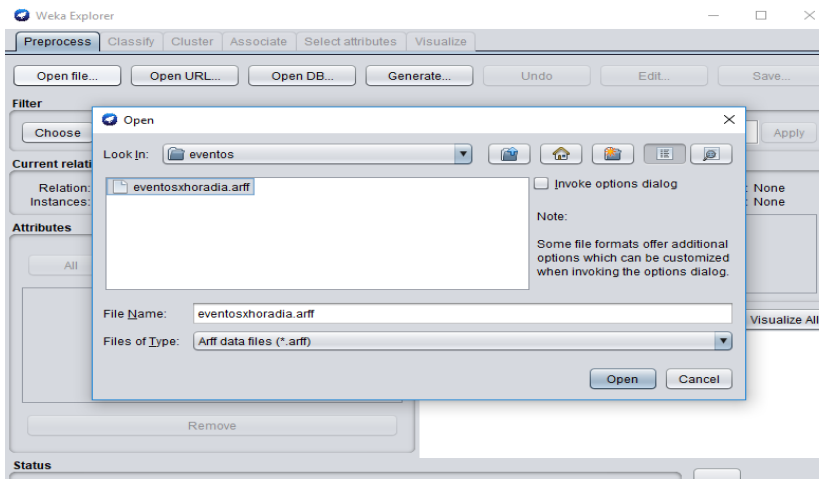 Weka Explorer
Preprocess Classify Cluster Associate Select attributes Visualize
Open file... Open URL... Open DB... Generate... Undo Edit... Save...
Filter
Choose Apply
Open
Look In: eventos
Current relati
Relation: : None
Instances: : None
eventosxhoradia.arff
Invoke options dialog
Note:
Some file formats offer additional
options which can be customized
when invoking the options dialog.
Attributes
All
File Name: eventosxhoradia.arff
Visualize All
Files of Type: Arff data files (*.arff)
Open Cancel
Remove
Status